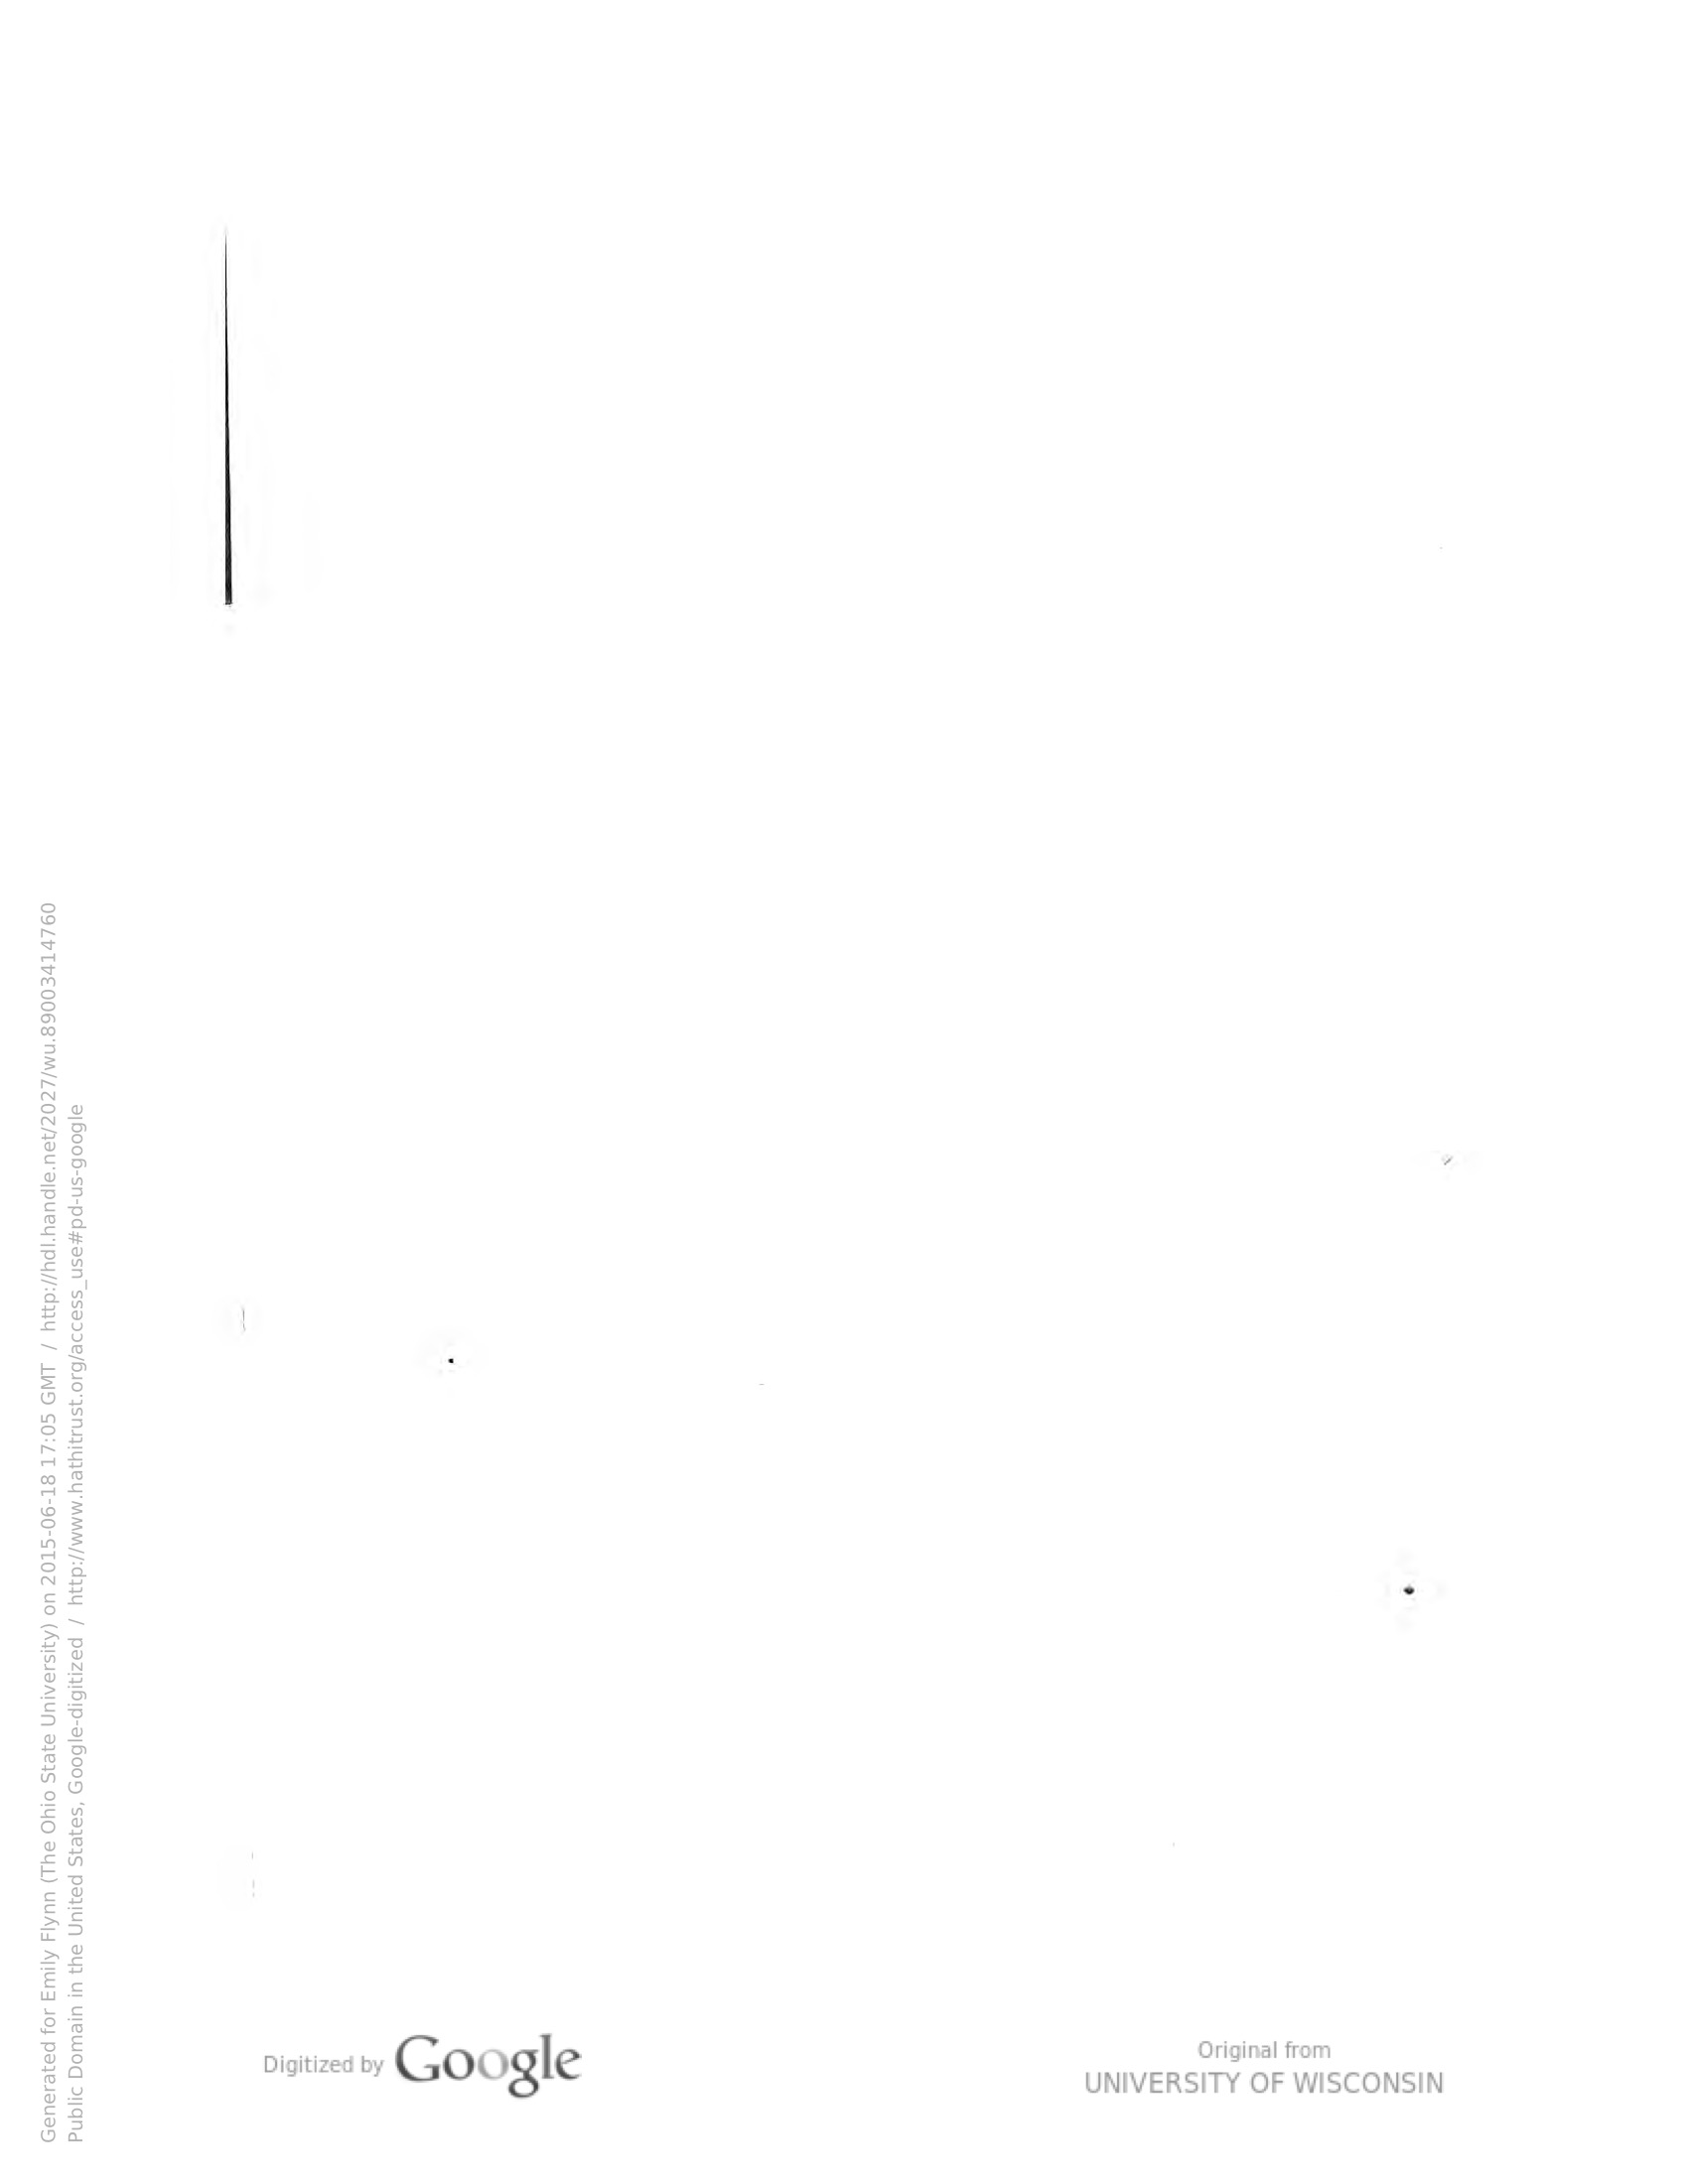 Generated for Emily Flynn (The Ohio State University) on 2015-06-18 17:05 GMT / http://hdl.handle.net/2027/wu.89003414760
Public Domain in the United States, Google-digitized / http://www.hathitrust.org/access_use#pd-us-google
Digitized by Google
Original from
UNIVERSITY OF WISCONSIN